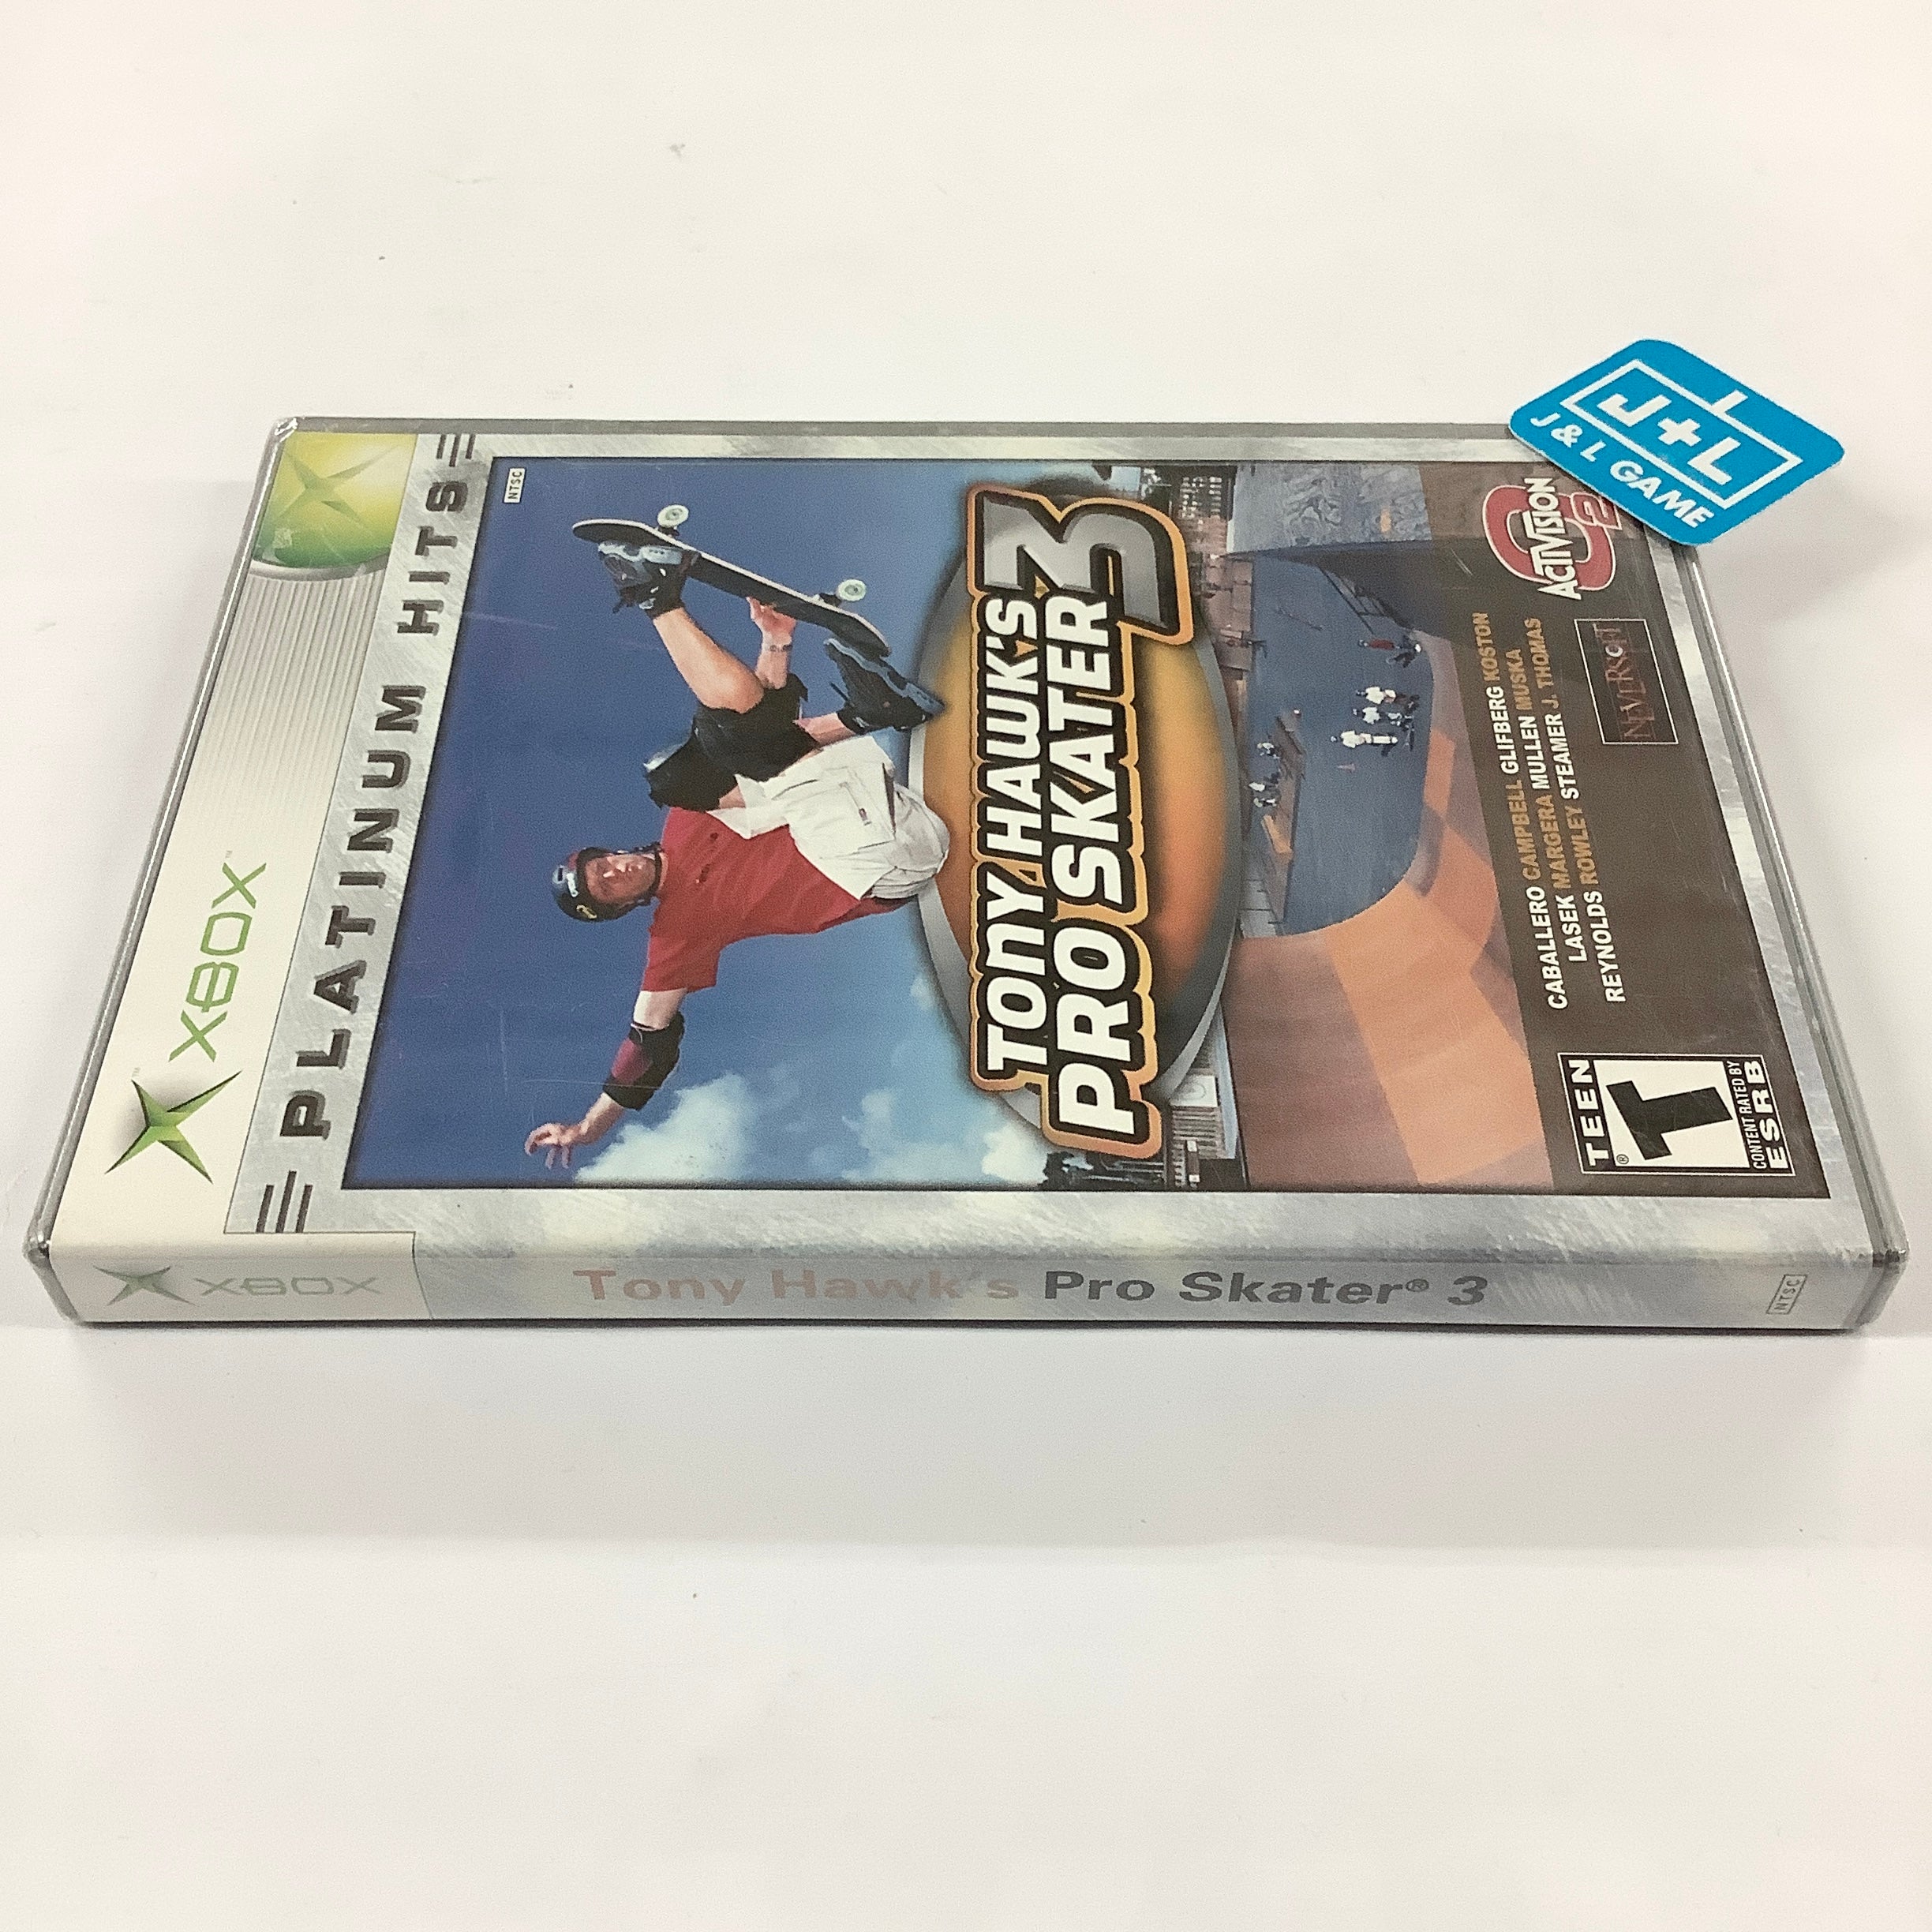 XBOX™
PLATINUM HITS
NTSC
TONY HAWK'S
PRO SKATER 3
CABALLERO CAMPBELL GLIFBERG KOSTON
LASEK MARGERA MULLEN MUSKA
REYNOLDS ROWLEY STEAMER J. THOMAS
ACTIVISION
O2
NEVERSOFT
TEEN
T®
CONTENT RATED BY
ESRB
XBOX
Tony Hawk's Pro Skater® 3
NTSC
J+L
J & L GAME